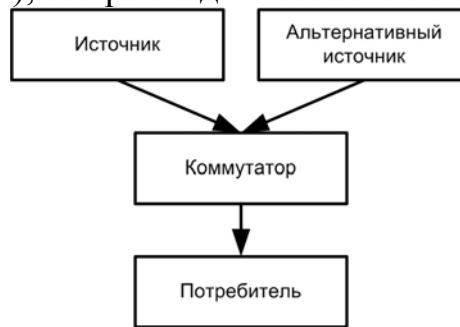 Источник
Альтернативный
источник
Коммутатор
Потребитель